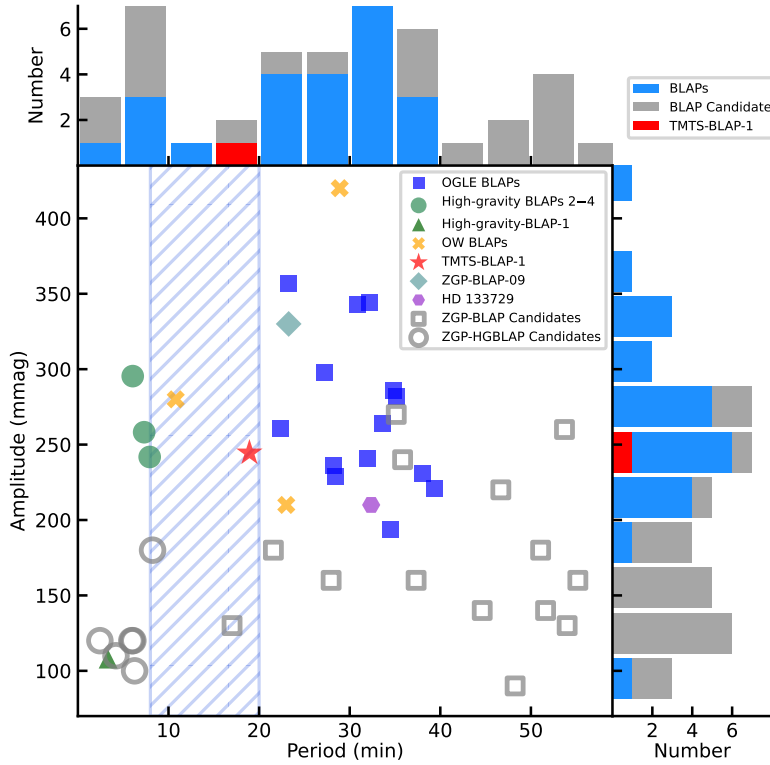 6
4
2
Number
BLAPs
BLAP Candidate
TMTS-BLAP-1
400
350
300
250
200
150
100
Amplitude (mmag)
OGLE BLAPs
High-gravity BLAPs 2−4
High-gravity-BLAP-1
OW BLAPs
TMTS-BLAP-1
ZGP-BLAP-09
HD 133729
ZGP-BLAP Candidates
ZGP-HGBLAP Candidates
10 20 30 40 50
Period (min)
2 4 6
Number